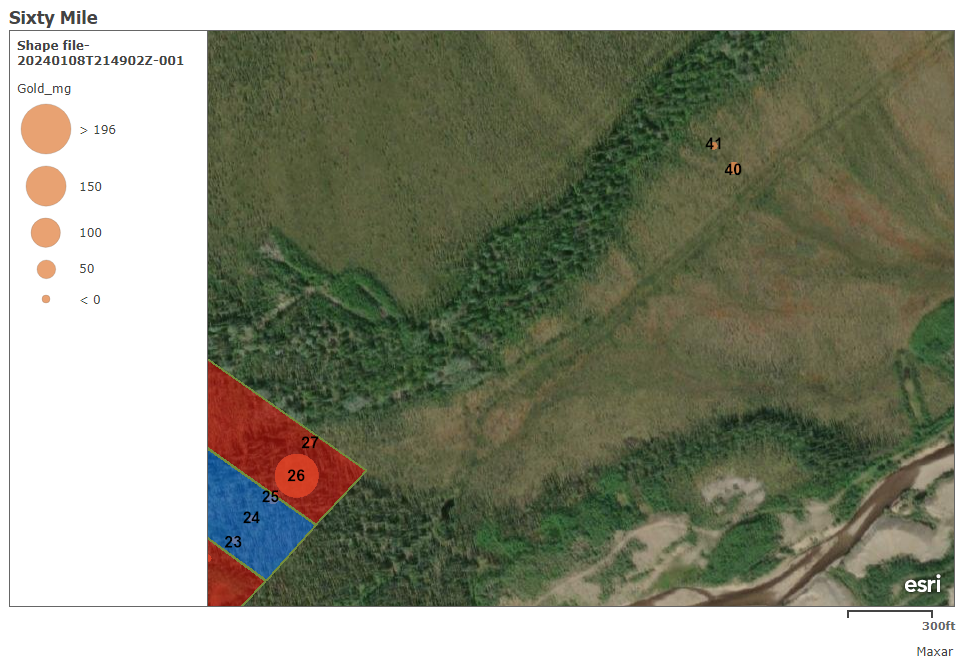 Sixty Mile
Shape file-
20240108T214902Z-001
Gold_mg
> 196
150
100
50
< 0
41
40
27
26
25
24
23
esri
300ft
Maxar